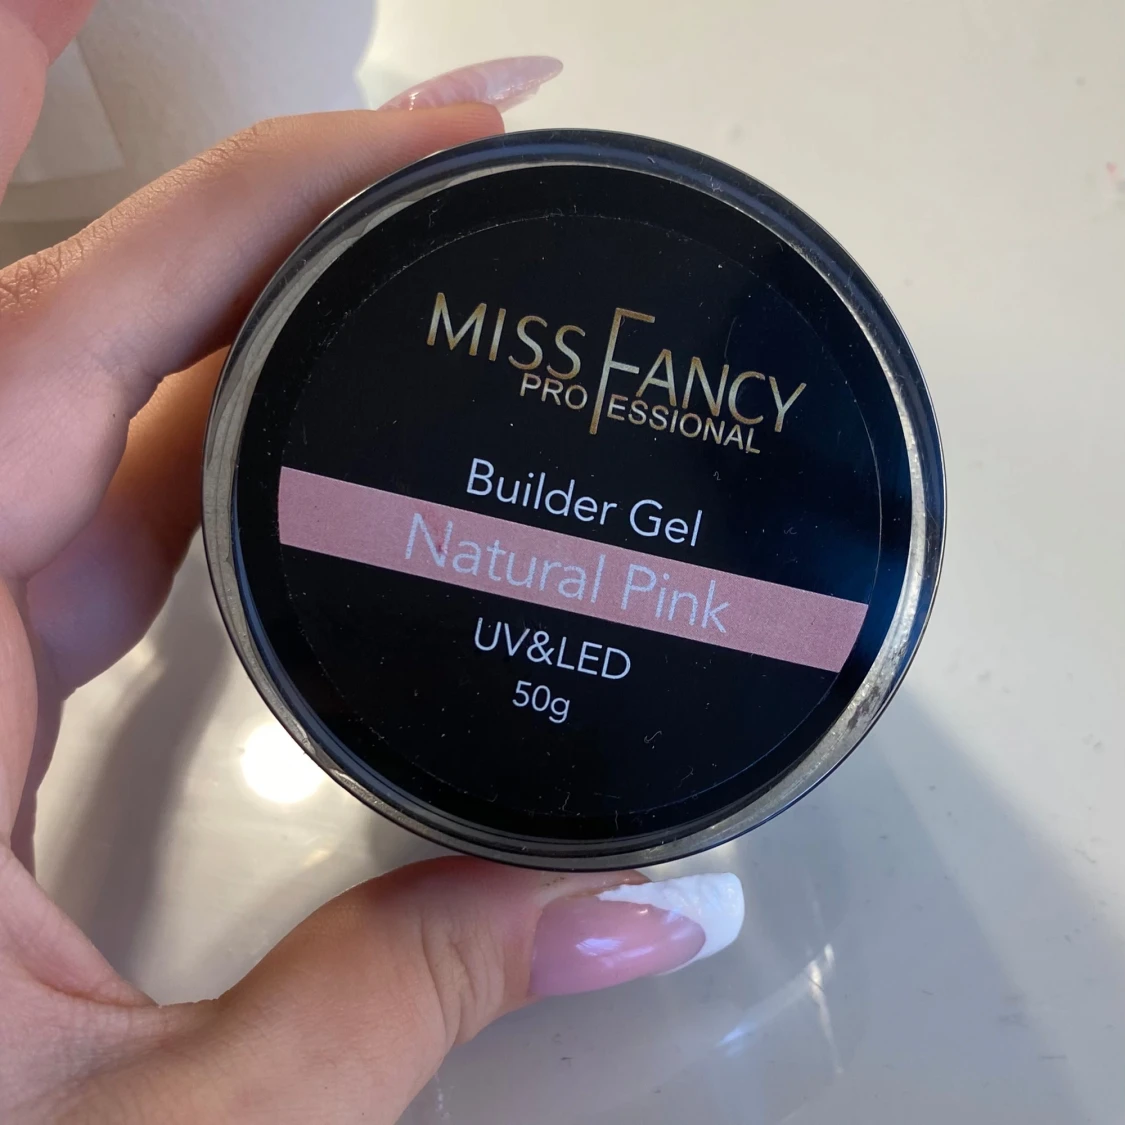 MISS FANCY
PROFESSIONAL
Builder Gel
Natural Pink
UV&LED
50g